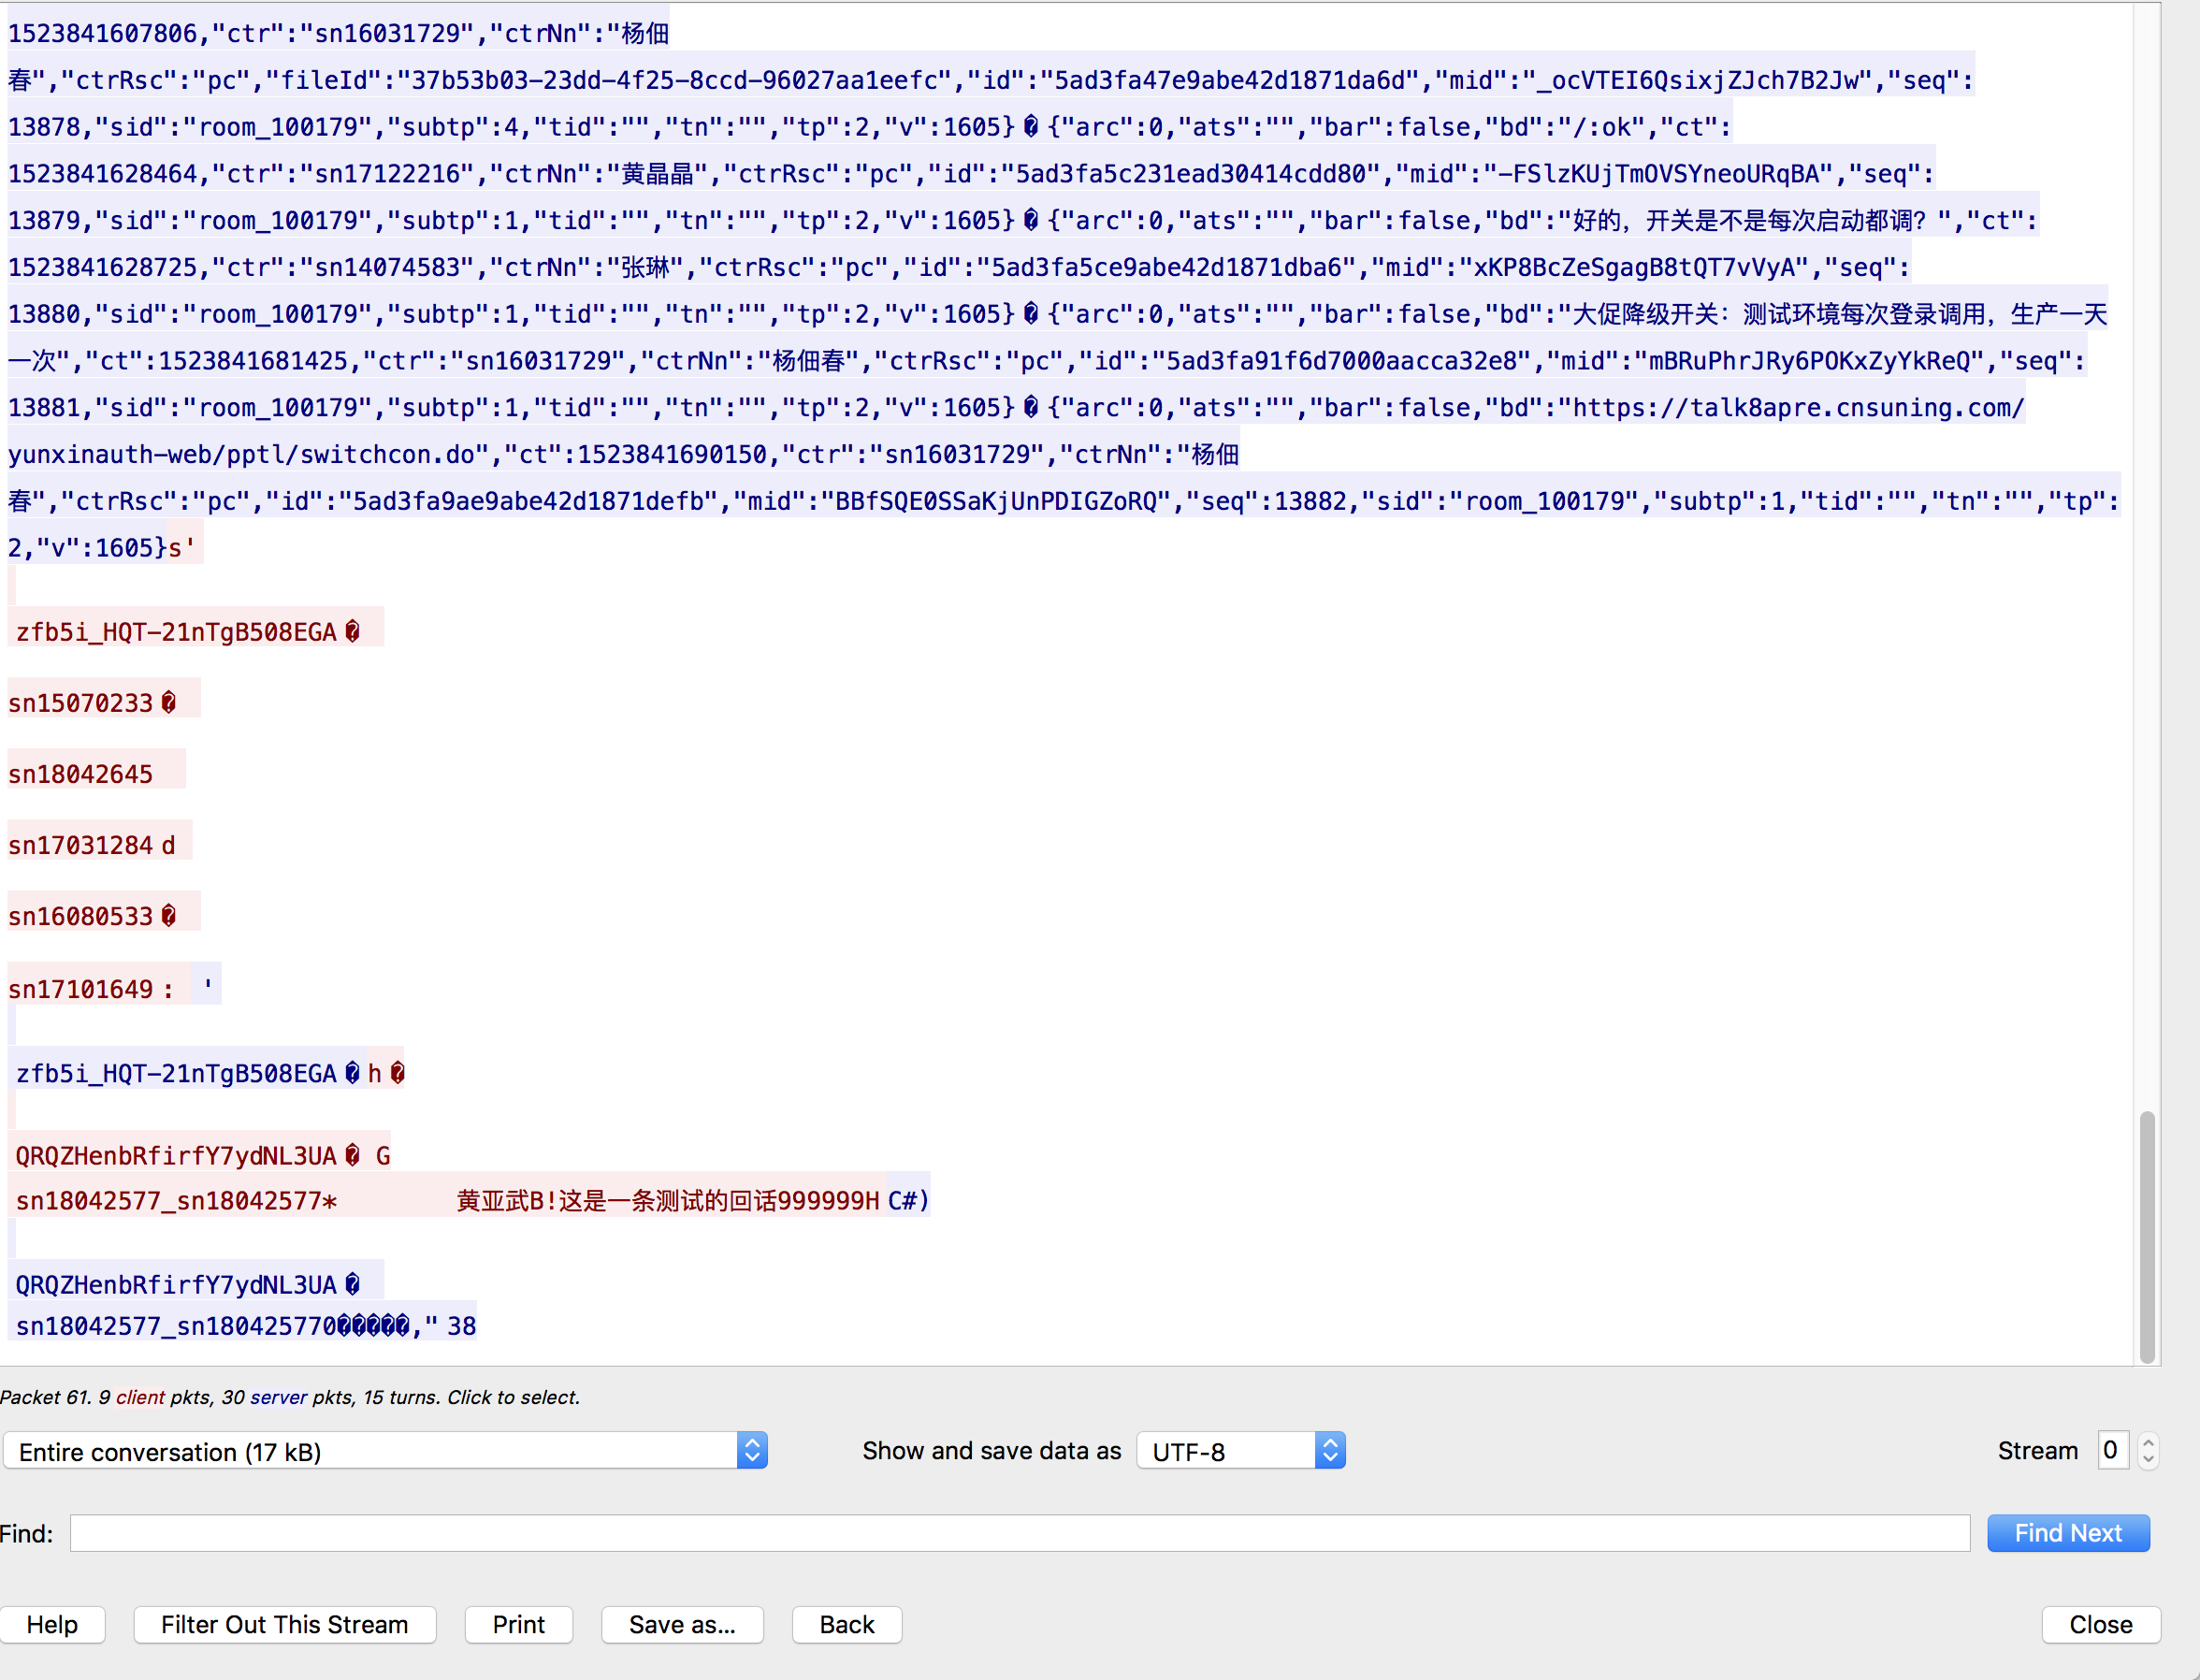 1523841607806,"ctr":"sn16031729","ctrNn":"杨佃
春","ctrRsc":"pc","fileId":"37b53b03-23dd-4f25-8ccd-96027aa1eefc","id":"5ad3fa47e9abe42d1871da6d","mid":"_ocVTEI6QsixjZJch7B2Jw","seq":
13878,"sid":"room_100179","subtp":4,"tid":"","tn":"","tp":2,"v":1605}�{"arc":0,"ats":"","bar":false,"bd":"/:ok","ct":
1523841628464,"ctr":"sn17122216","ctrNn":"黄晶晶","ctrRsc":"pc","id":"5ad3fa5c231ead30414cdd80","mid":"-FSlzKUjTmOVSYneoURqBA","seq":
13879,"sid":"room_100179","subtp":1,"tid":"","tn":"","tp":2,"v":1605}�{"arc":0,"ats":"","bar":false,"bd":"好的，开关是不是每次启动都调？","ct":
1523841628725,"ctr":"sn14074583","ctrNn":"张琳","ctrRsc":"pc","id":"5ad3fa5ce9abe42d1871dba6","mid":"xKP8BcZeSgagB8tQT7vVyA","seq":
13880,"sid":"room_100179","subtp":1,"tid":"","tn":"","tp":2,"v":1605}�{"arc":0,"ats":"","bar":false,"bd":"大促降级开关：测试环境每次登录调用，生产一天
一次","ct":1523841681425,"ctr":"sn16031729","ctrNn":"杨佃春","ctrRsc":"pc","id":"5ad3fa91f6d7000aacca32e8","mid":"mBRuPhrJRy6POKxZyYkReQ","seq":
13881,"sid":"room_100179","subtp":1,"tid":"","tn":"","tp":2,"v":1605}�{"arc":0,"ats":"","bar":false,"bd":"https://talk8apre.cnsuning.com/
yunxinauth-web/pptl/switchcon.do","ct":1523841690150,"ctr":"sn16031729","ctrNn":"杨佃
春","ctrRsc":"pc","id":"5ad3fa9ae9abe42d1871defb","mid":"BBfSQE0SSaKjUnPDIGZoRQ","seq":13882,"sid":"room_100179","subtp":1,"tid":"","tn":"","tp":
2,"v":1605}s'
zfb5i_HQT-21nTgB508EGA�
sn15070233�
sn18042645
sn17031284 d
sn16080533�
sn17101649 : '
zfb5i_HQT-21nTgB508EGA� h�
QRQZHenbRfirfY7ydNL3UA� G
sn18042577_sn18042577* 黄亚武B!这是一条测试的回话999999H C#)
QRQZHenbRfirfY7ydNL3UA�
sn18042577_sn180425770�����," 38
Packet 61. 9 client pkts, 30 server pkts, 15 turns. Click to select.
Entire conversation (17 kB) Show and save data as UTF-8 Stream 0
Find: Find Next
Help Filter Out This Stream Print Save as... Back Close